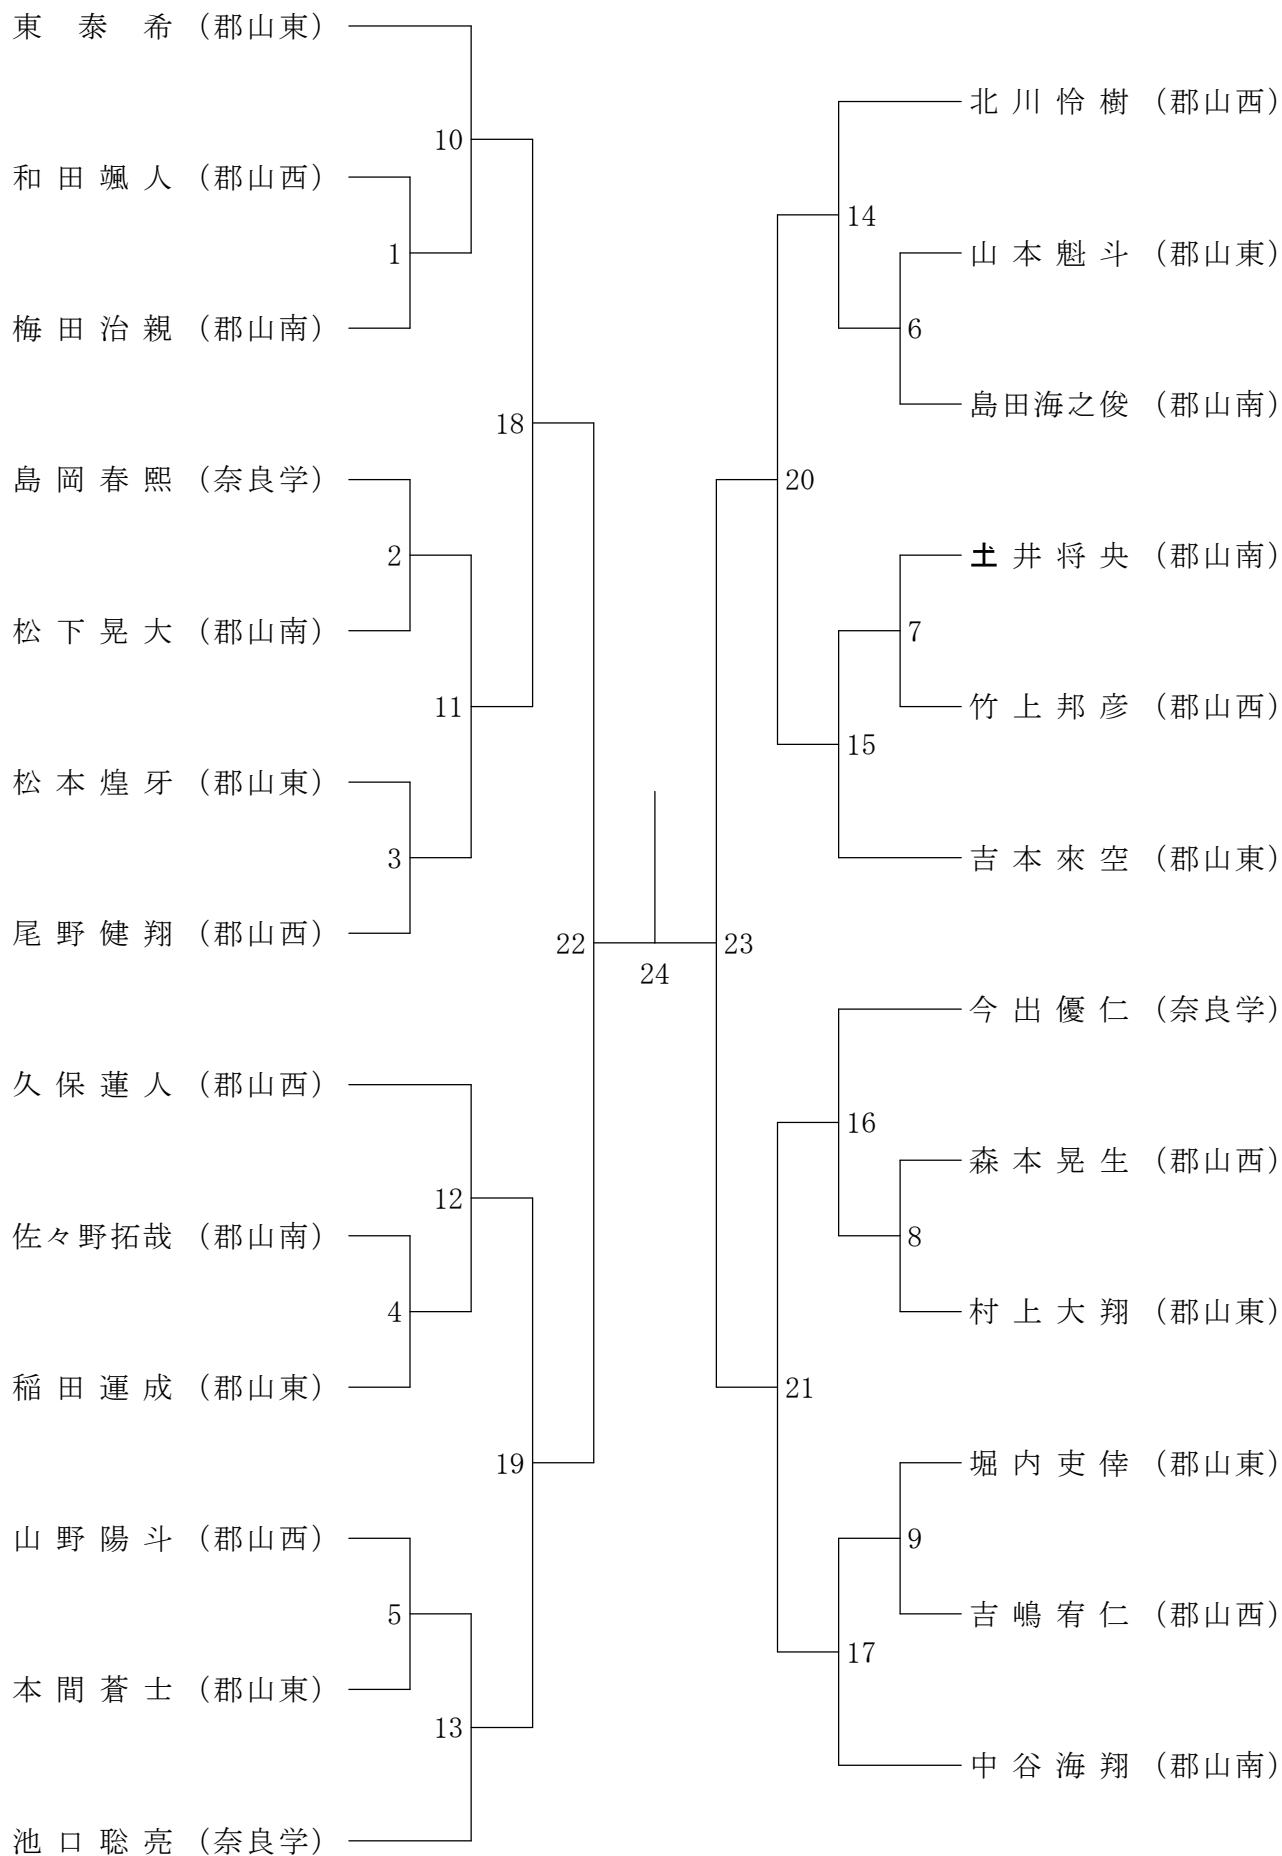 東 泰 希 （郡山東）
和 田 颯 人 （郡山西）
梅 田 治 親 （郡山南）
島 岡 春 熙 （奈良学）
松 下 晃 大 （郡山南）
松 本 煌 牙 （郡山東）
尾 野 健 翔 （郡山西）
久 保 蓮 人 （郡山西）
佐々野拓哉 （郡山南）
稲 田 運 成 （郡山東）
山 野 陽 斗 （郡山西）
本 間 蒼 士 （郡山東）
池 口 聡 亮 （奈良学）
1
2
3
4
5
10
11
12
13
18
19
22
24
23
20
21
14
15
16
17
6
7
8
9
北 川 怜 樹 （郡山西）
山 本 魁 斗 （郡山東）
島田海之俊 （郡山南）
土 井 将 央 （郡山南）
竹 上 邦 彦 （郡山西）
吉 本 來 空 （郡山東）
今 出 優 仁 （奈良学）
森 本 晃 生 （郡山西）
村 上 大 翔 （郡山東）
堀 内 吏 倖 （郡山東）
吉 嶋 宥 仁 （郡山西）
中 谷 海 翔 （郡山南）